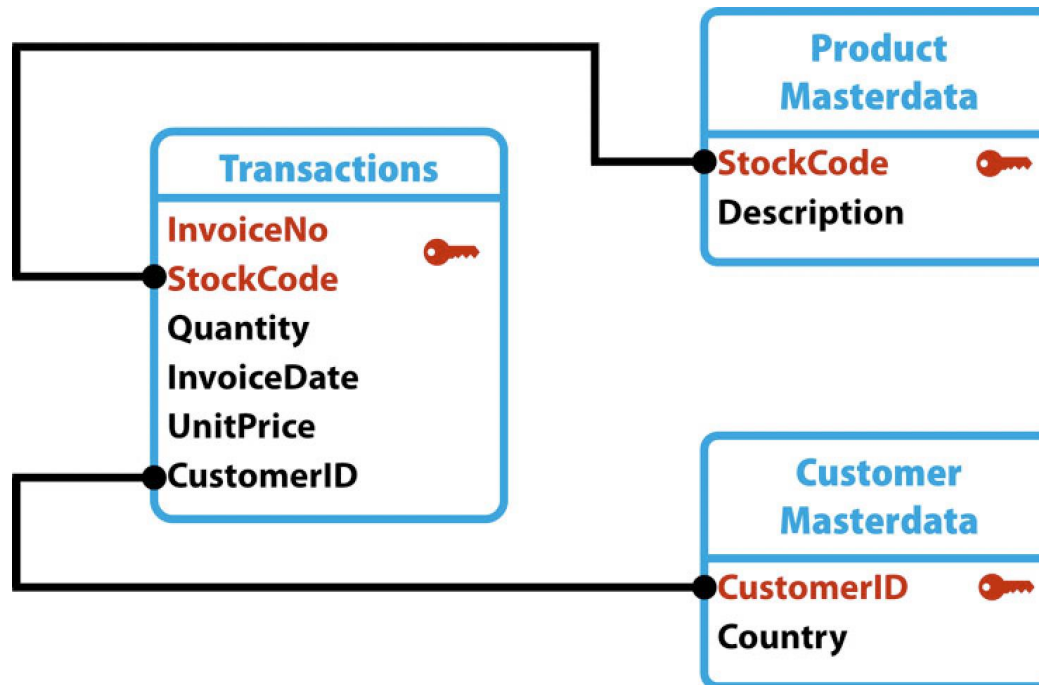 Product
Masterdata
StockCode
Description
Transactions
InvoiceNo
StockCode
Quantity
InvoiceDate
UnitPrice
CustomerID
Customer
Masterdata
CustomerID
Country